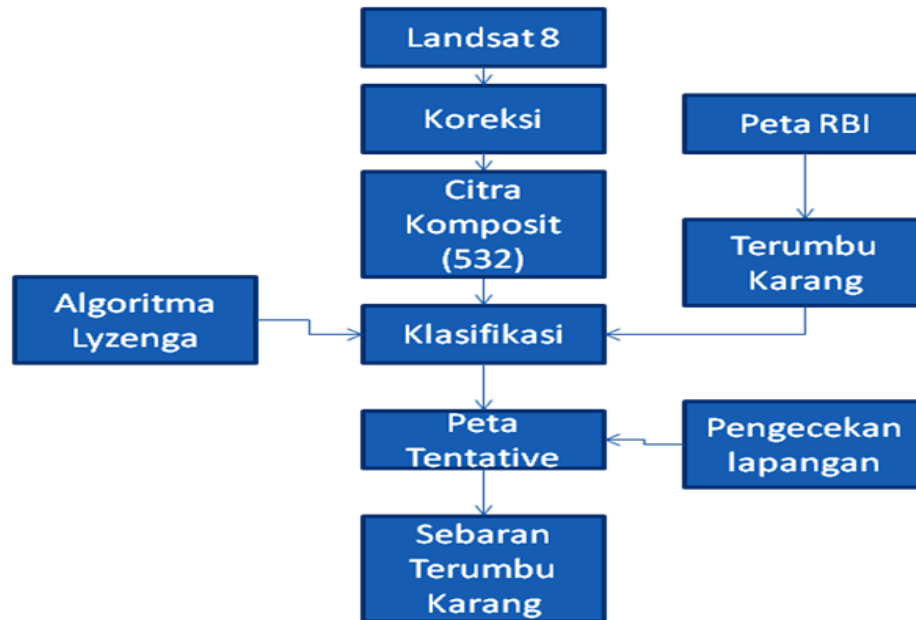 Landsat 8
Koreksi
Peta RBI
Citra
Komposit
(532)
Terumbu
Karang
Algoritma
Lyzenga
Klasifikasi
Peta
Tentative
Pengecekan
lapangan
Sebaran
Terumbu
Karang